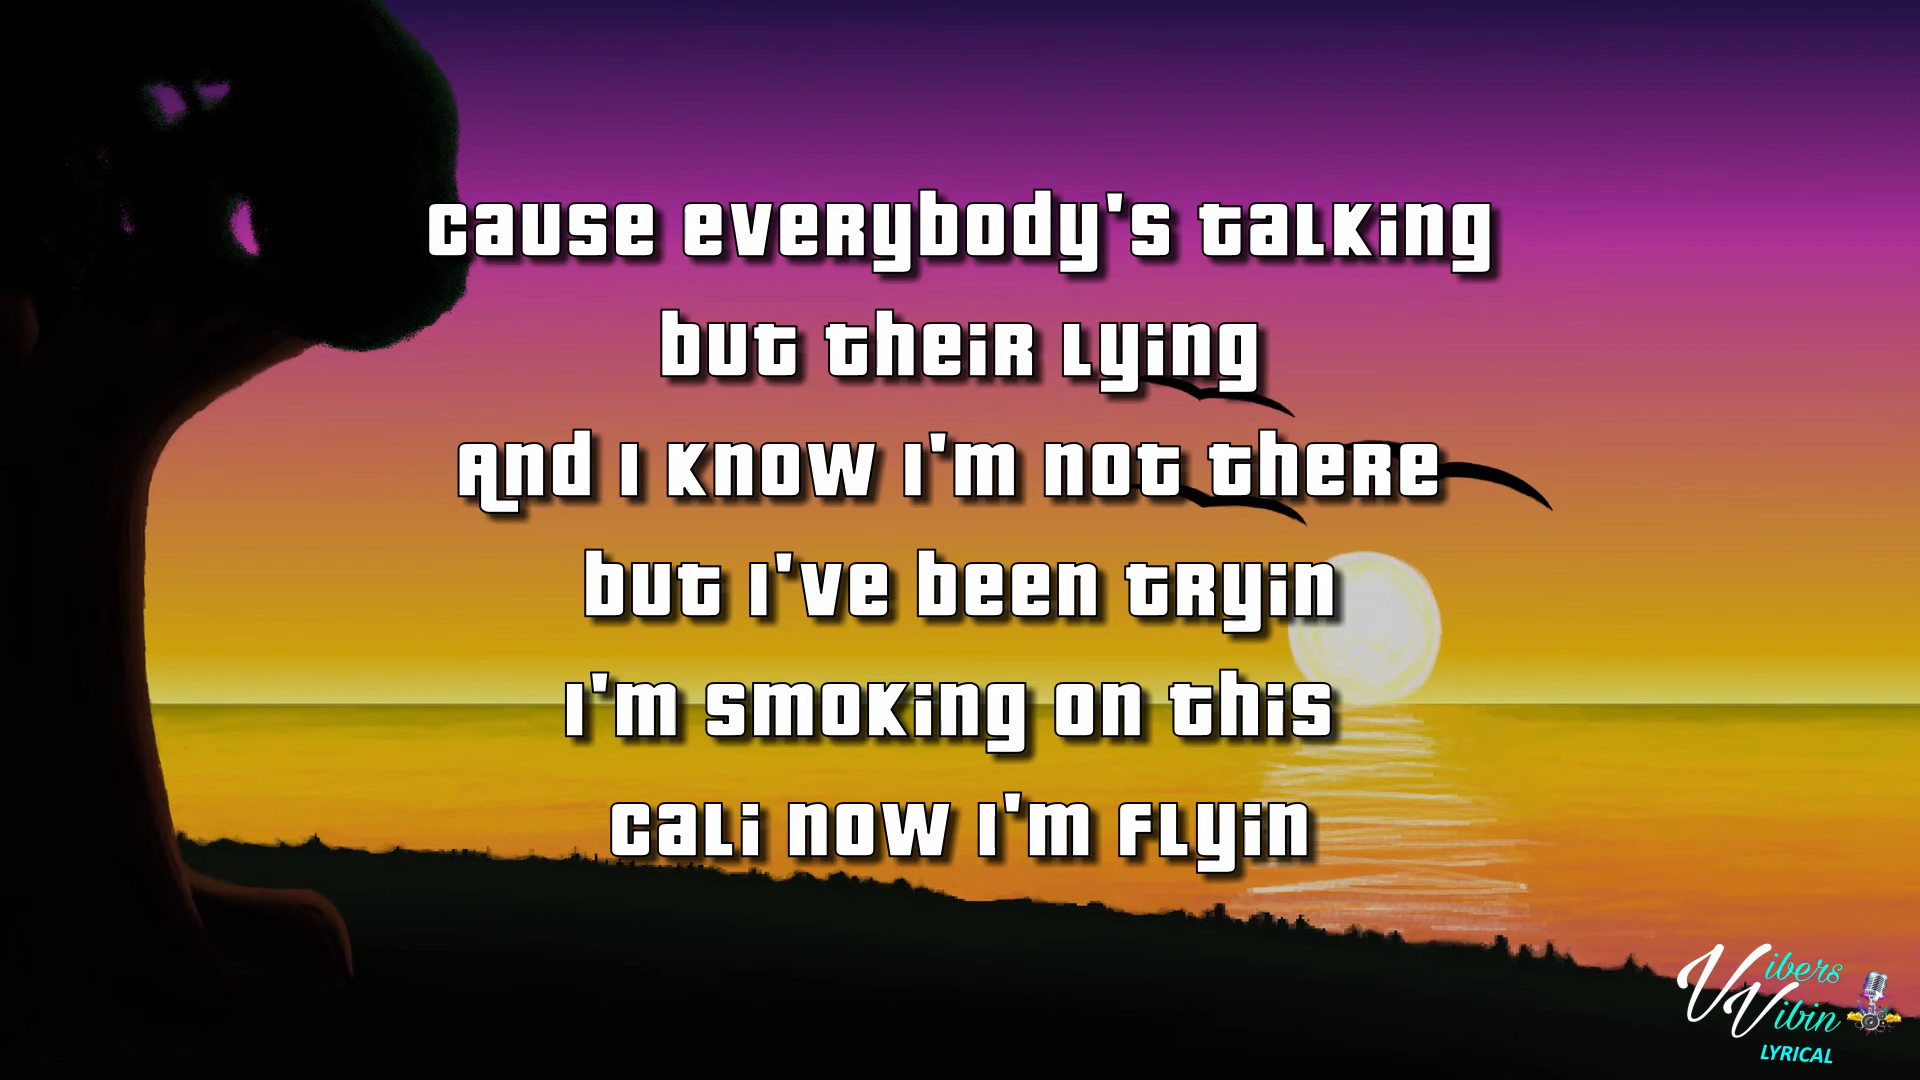 cause everybody's talking
but their lying
And i know i'm not there
but i've been tryin
i'm smoking on this
cali now i'm flyin
Vibers
Vibin
LYRICAL